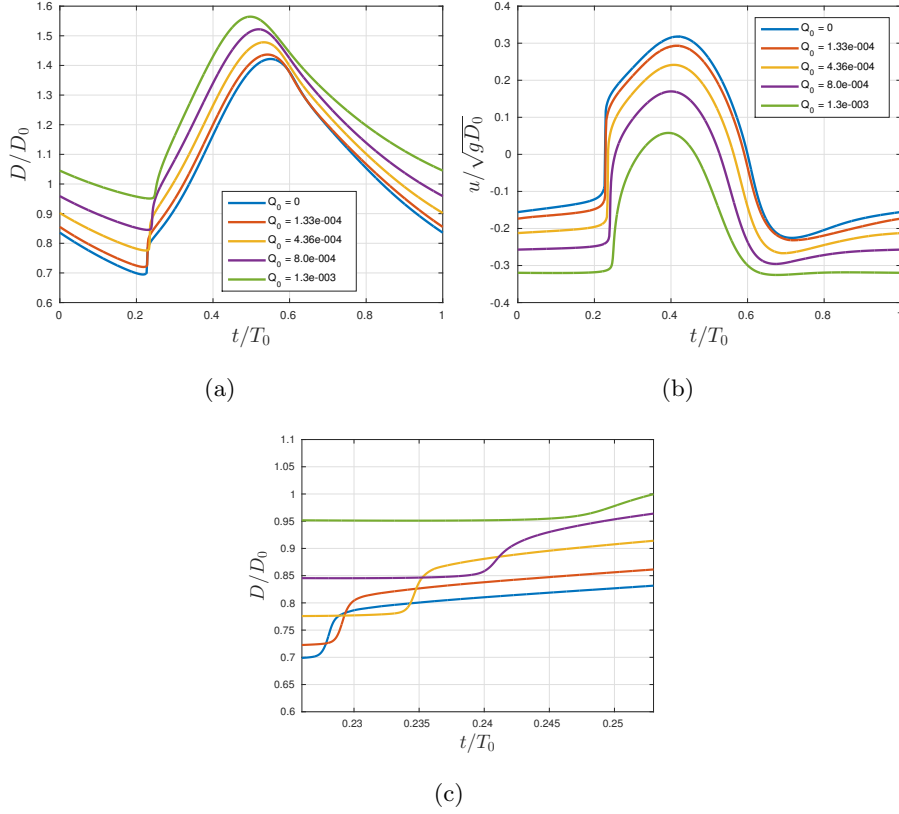 1.6
1.5
1.4
1.3
1.2
1.1
1
0.9
0.8
0.7
0.6
D/D₀
0 0.2 0.4 0.6 0.8 1
t/T₀
Q₀ = 0
Q₀ = 1.33e-004
Q₀ = 4.36e-004
Q₀ = 8.0e-004
Q₀ = 1.3e-003
(a)
0.4
0.3
0.2
0.1
0
-0.1
-0.2
-0.3
-0.4
u/√gD₀
0 0.2 0.4 0.6 0.8 1
t/T₀
Q₀ = 0
Q₀ = 1.33e-004
Q₀ = 4.36e-004
Q₀ = 8.0e-004
Q₀ = 1.3e-003
(b)
1.1
1.05
1
0.95
0.9
0.85
0.8
0.75
0.7
0.65
0.6
D/D₀
0.23 0.235 0.24 0.245 0.25
t/T₀
(c)